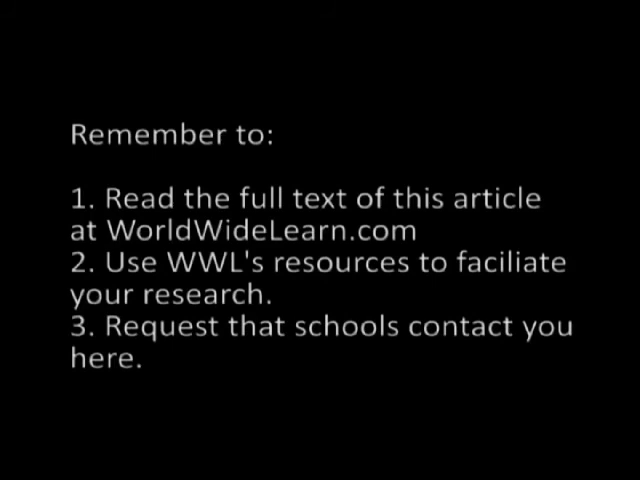 Remember to:
1. Read the full text of this article
at WorldWideLearn.com
2. Use WWL's resources to faciliate
your research.
3. Request that schools contact you
here.